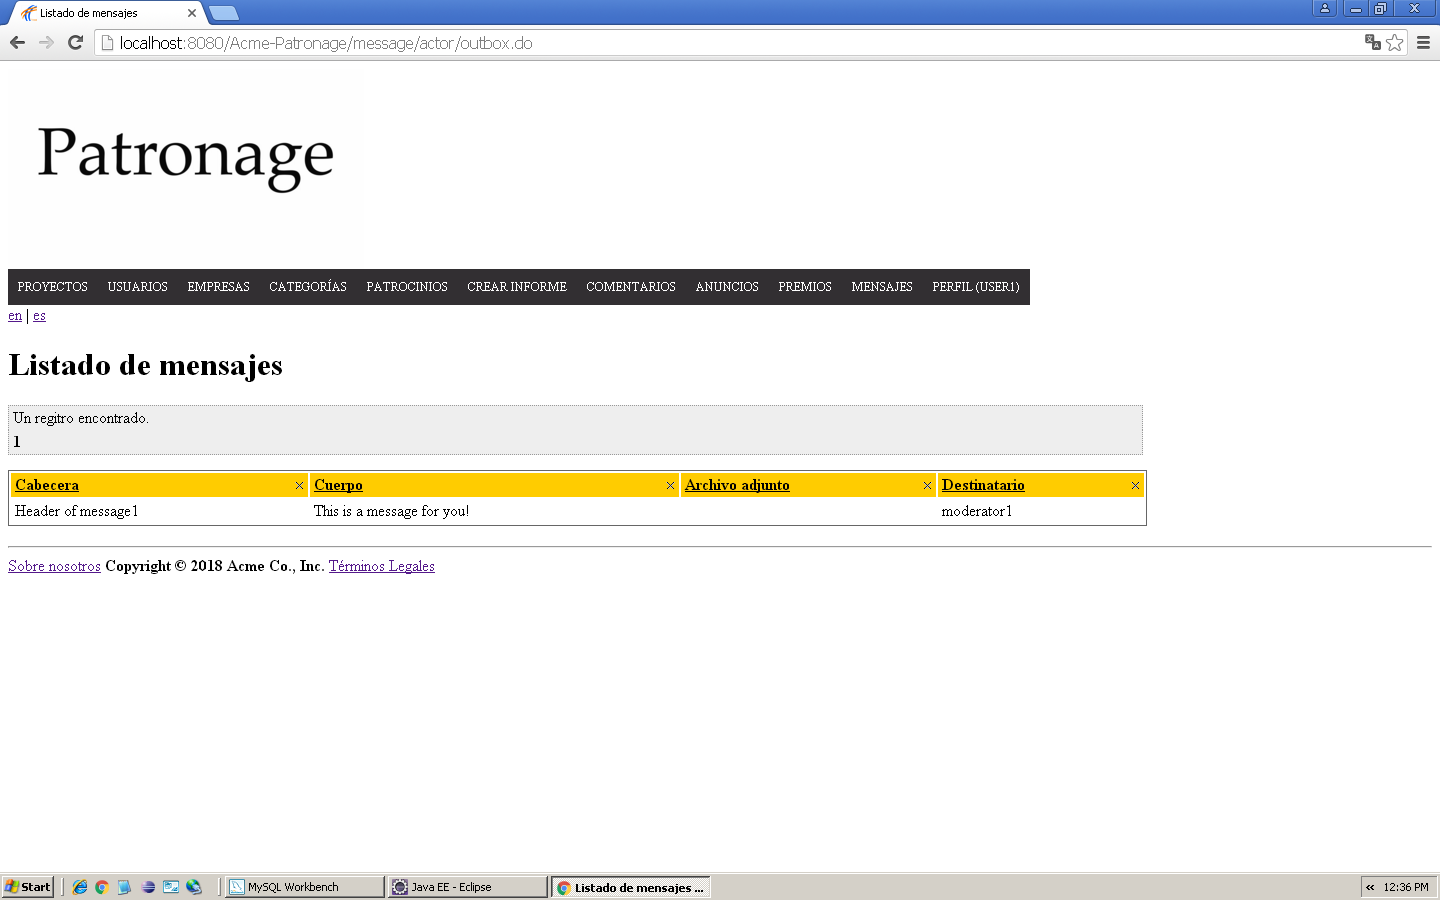 Listado de mensajes
localhost:8080/Acme-Patronage/message/actor/outbox.do
Patronage
PROYECTOS USUARIOS EMPRESAS CATEGORÍAS PATROCINIOS CREAR INFORME COMENTARIOS ANUNCIOS PREMIOS MENSAJES PERFIL (USER1)
en | es
Listado de mensajes
Un regitro encontrado.
1
Cabecera Cuerpo Archivo adjunto Destinatario
Header of message1 This is a message for you! moderator1
Sobre nosotros Copyright © 2018 Acme Co., Inc. Términos Legales
Start MySQL Workbench Java EE - Eclipse Listado de mensajes ... « 12:36 PM